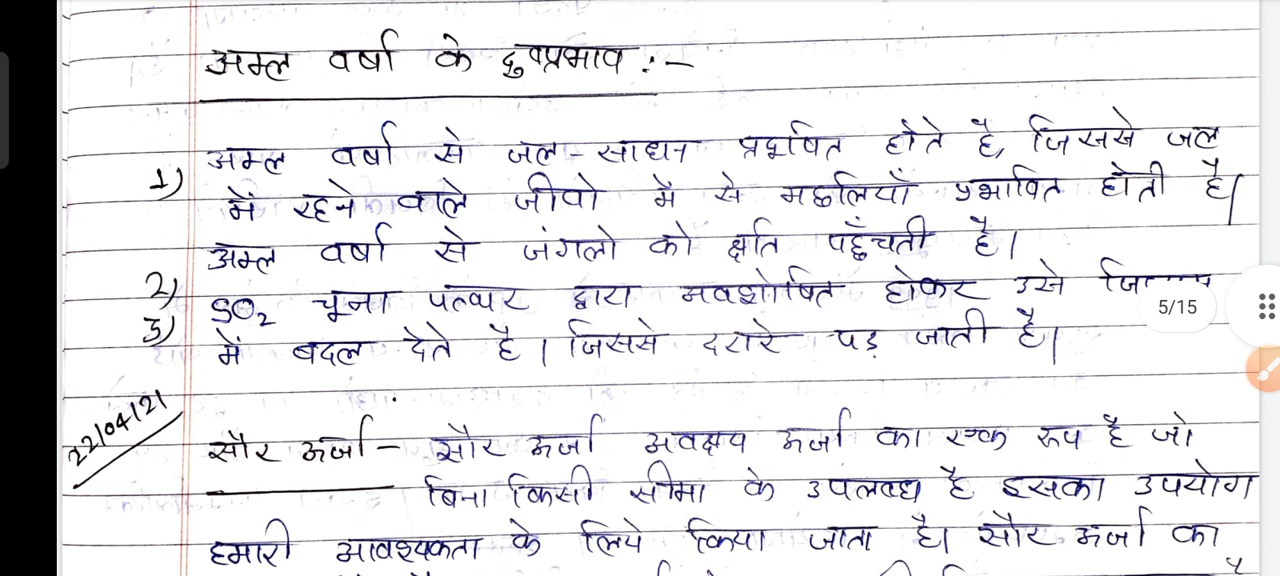 अम्ल वर्षा के दुष्प्रभाव :-
1) अम्ल वर्षा से जल-साधन प्रदूषित होते है, जिससे जल
में रहने वाले जीवो मे से मछलियाँ प्रभावित होती है।
2) अम्ल वर्षा से जंगलो को क्षति पहुँचती है।
3) SO2 चूना पत्थर द्वारा अवशोषित होकर उसे
5/15
में बदल देते है। जिससे दरारे पड़ जाती है।
22/04/21
सौर ऊर्जा - सौर ऊर्जा अवक्षय ऊर्जा का एक रूप है जो
बिना किसी सीमा के उपलब्ध है इसका उपयोग
हमारी आवश्यकता के लिये किया जाता है। सौर ऊर्जा का